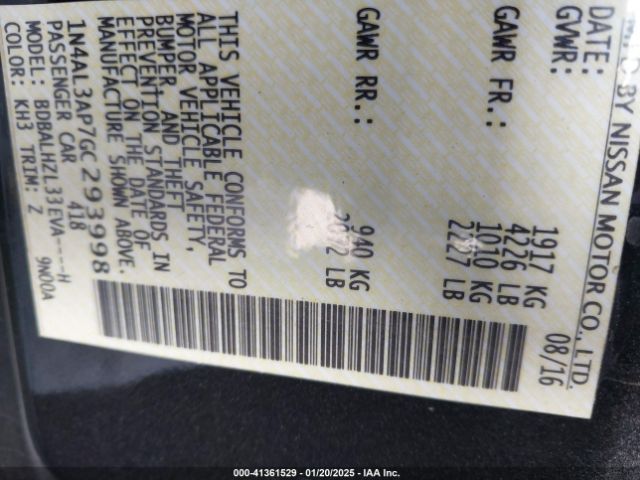 BY NISSAN MOTOR CO., LTD.
DATE: 08/16
GVWR: 1917 KG
4226 LB
GAWR FR.: 1010 KG
2227 LB
GAWR RR.: 940 KG
LB
THIS VEHICLE CONFORMS TO
ALL APPLICABLE FEDERAL
MOTOR VEHICLE SAFETY,
BUMPER, AND THEFT
PREVENTION STANDARDS IN
EFFECT ON THE DATE OF
MANUFACTURE SHOWN ABOVE.
1N4AL3AP7GC293998
PASSENGER CAR 418
MODEL: BDBALHZL33EVA----H
COLOR: KH3 TRIM: Z 9N00A
000-41361529 - 01/20/2025 - IAA Inc.